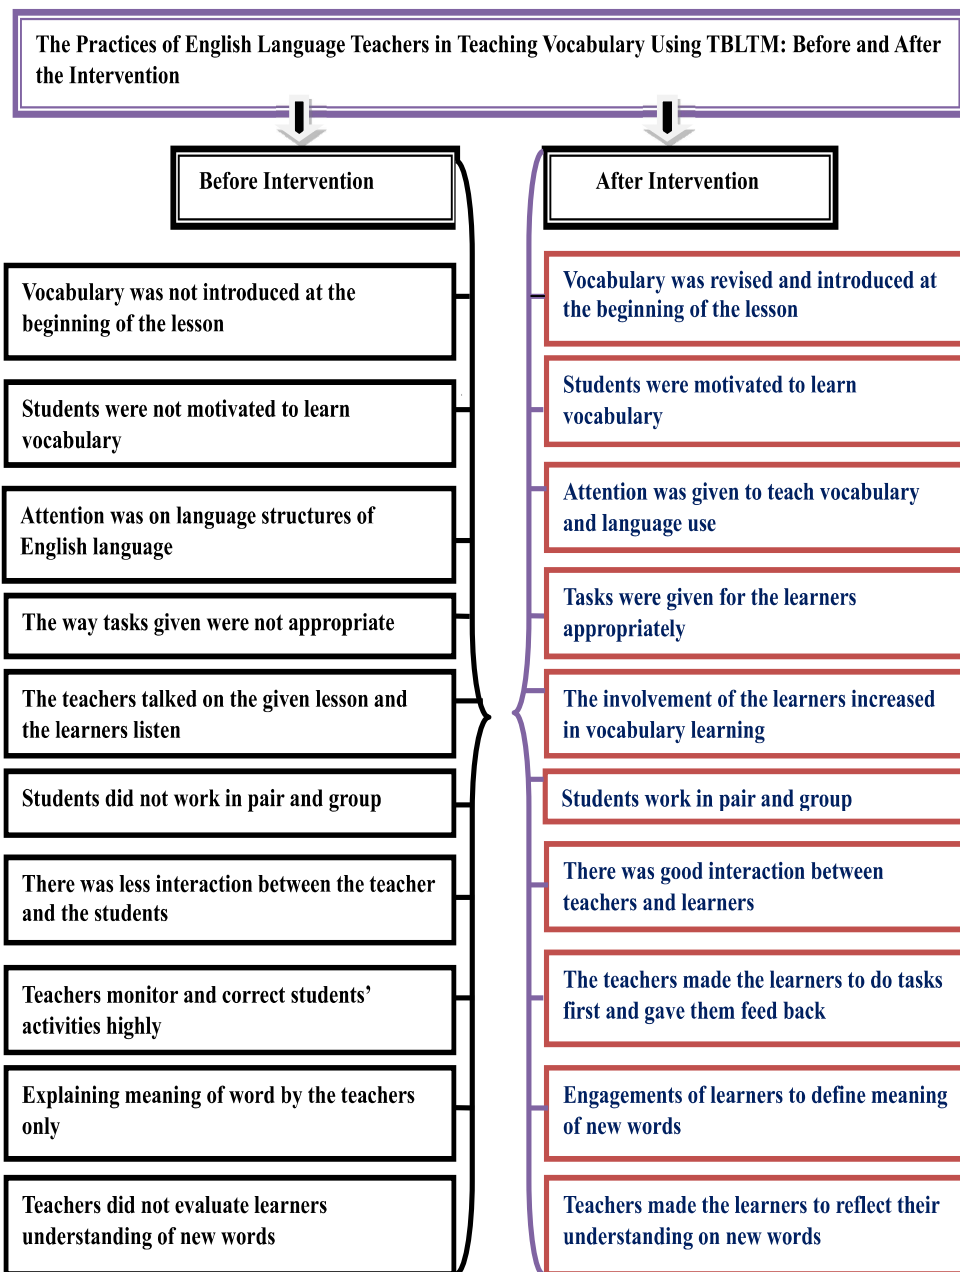 The Practices of English Language Teachers in Teaching Vocabulary Using TBLTM: Before and After
the Intervention
Before Intervention
After Intervention
Vocabulary was not introduced at the
beginning of the lesson
Vocabulary was revised and introduced at
the beginning of the lesson
Students were not motivated to learn
vocabulary
Students were motivated to learn
vocabulary
Attention was on language structures of
English language
Attention was given to teach vocabulary
and language use
The way tasks given were not appropriate
Tasks were given for the learners
appropriately
The teachers talked on the given lesson and
the learners listen
The involvement of the learners increased
in vocabulary learning
Students did not work in pair and group
Students work in pair and group
There was less interaction between the teacher
and the students
There was good interaction between
teachers and learners
Teachers monitor and correct students’
activities highly
The teachers made the learners to do tasks
first and gave them feed back
Explaining meaning of word by the teachers
only
Engagements of learners to define meaning
of new words
Teachers did not evaluate learners
understanding of new words
Teachers made the learners to reflect their
understanding on new words